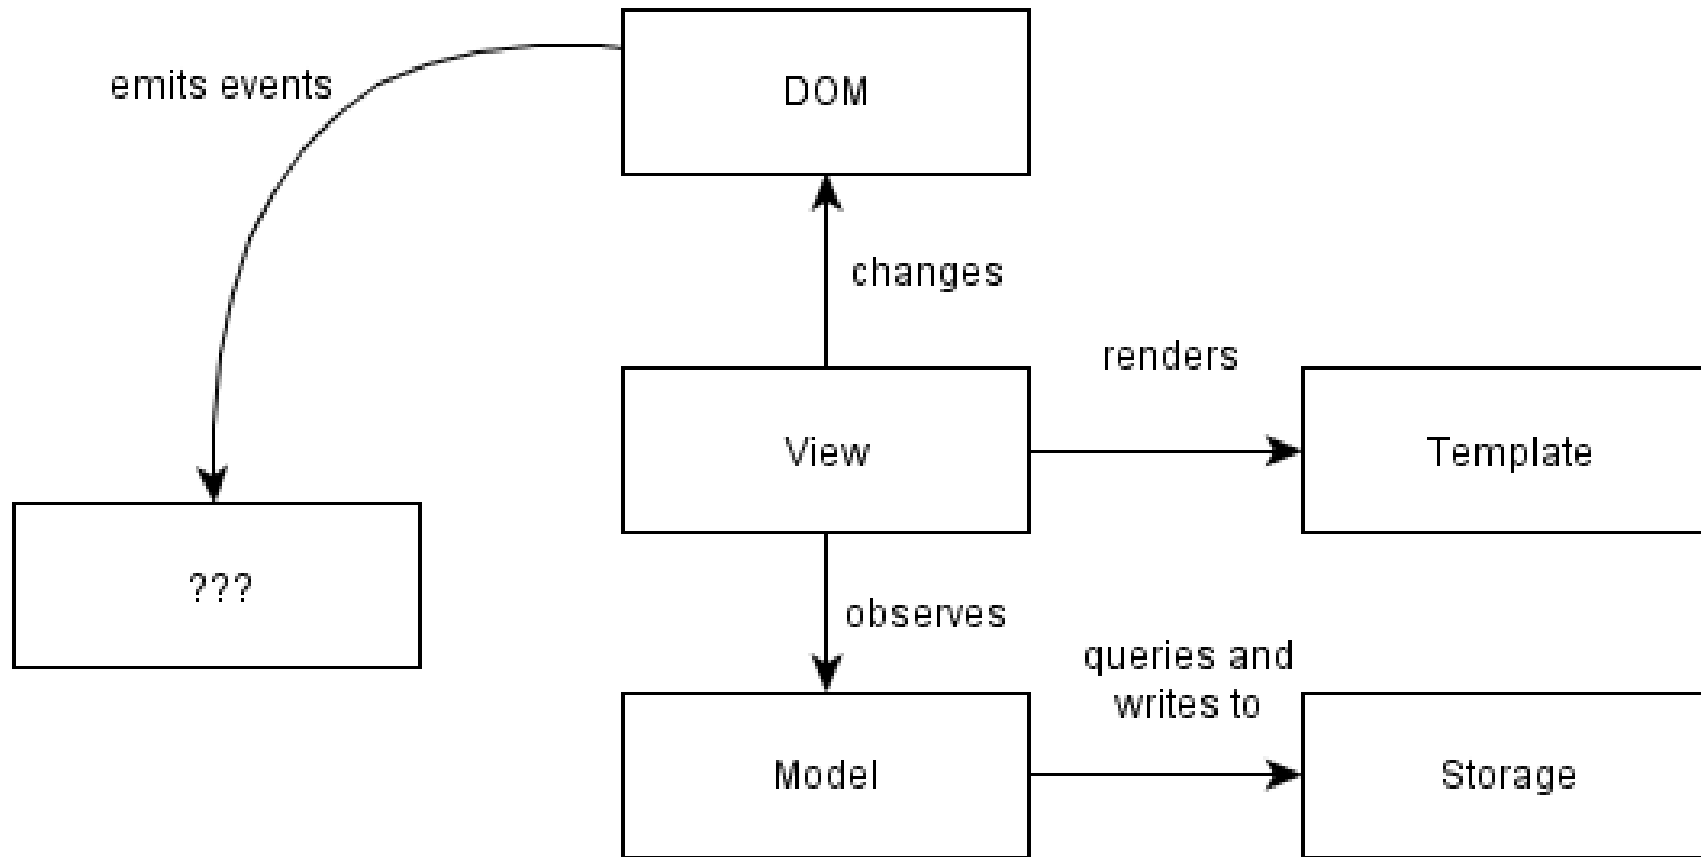 emits events
DOM
changes
renders
View
Template
???
observes
queries and
writes to
Model
Storage